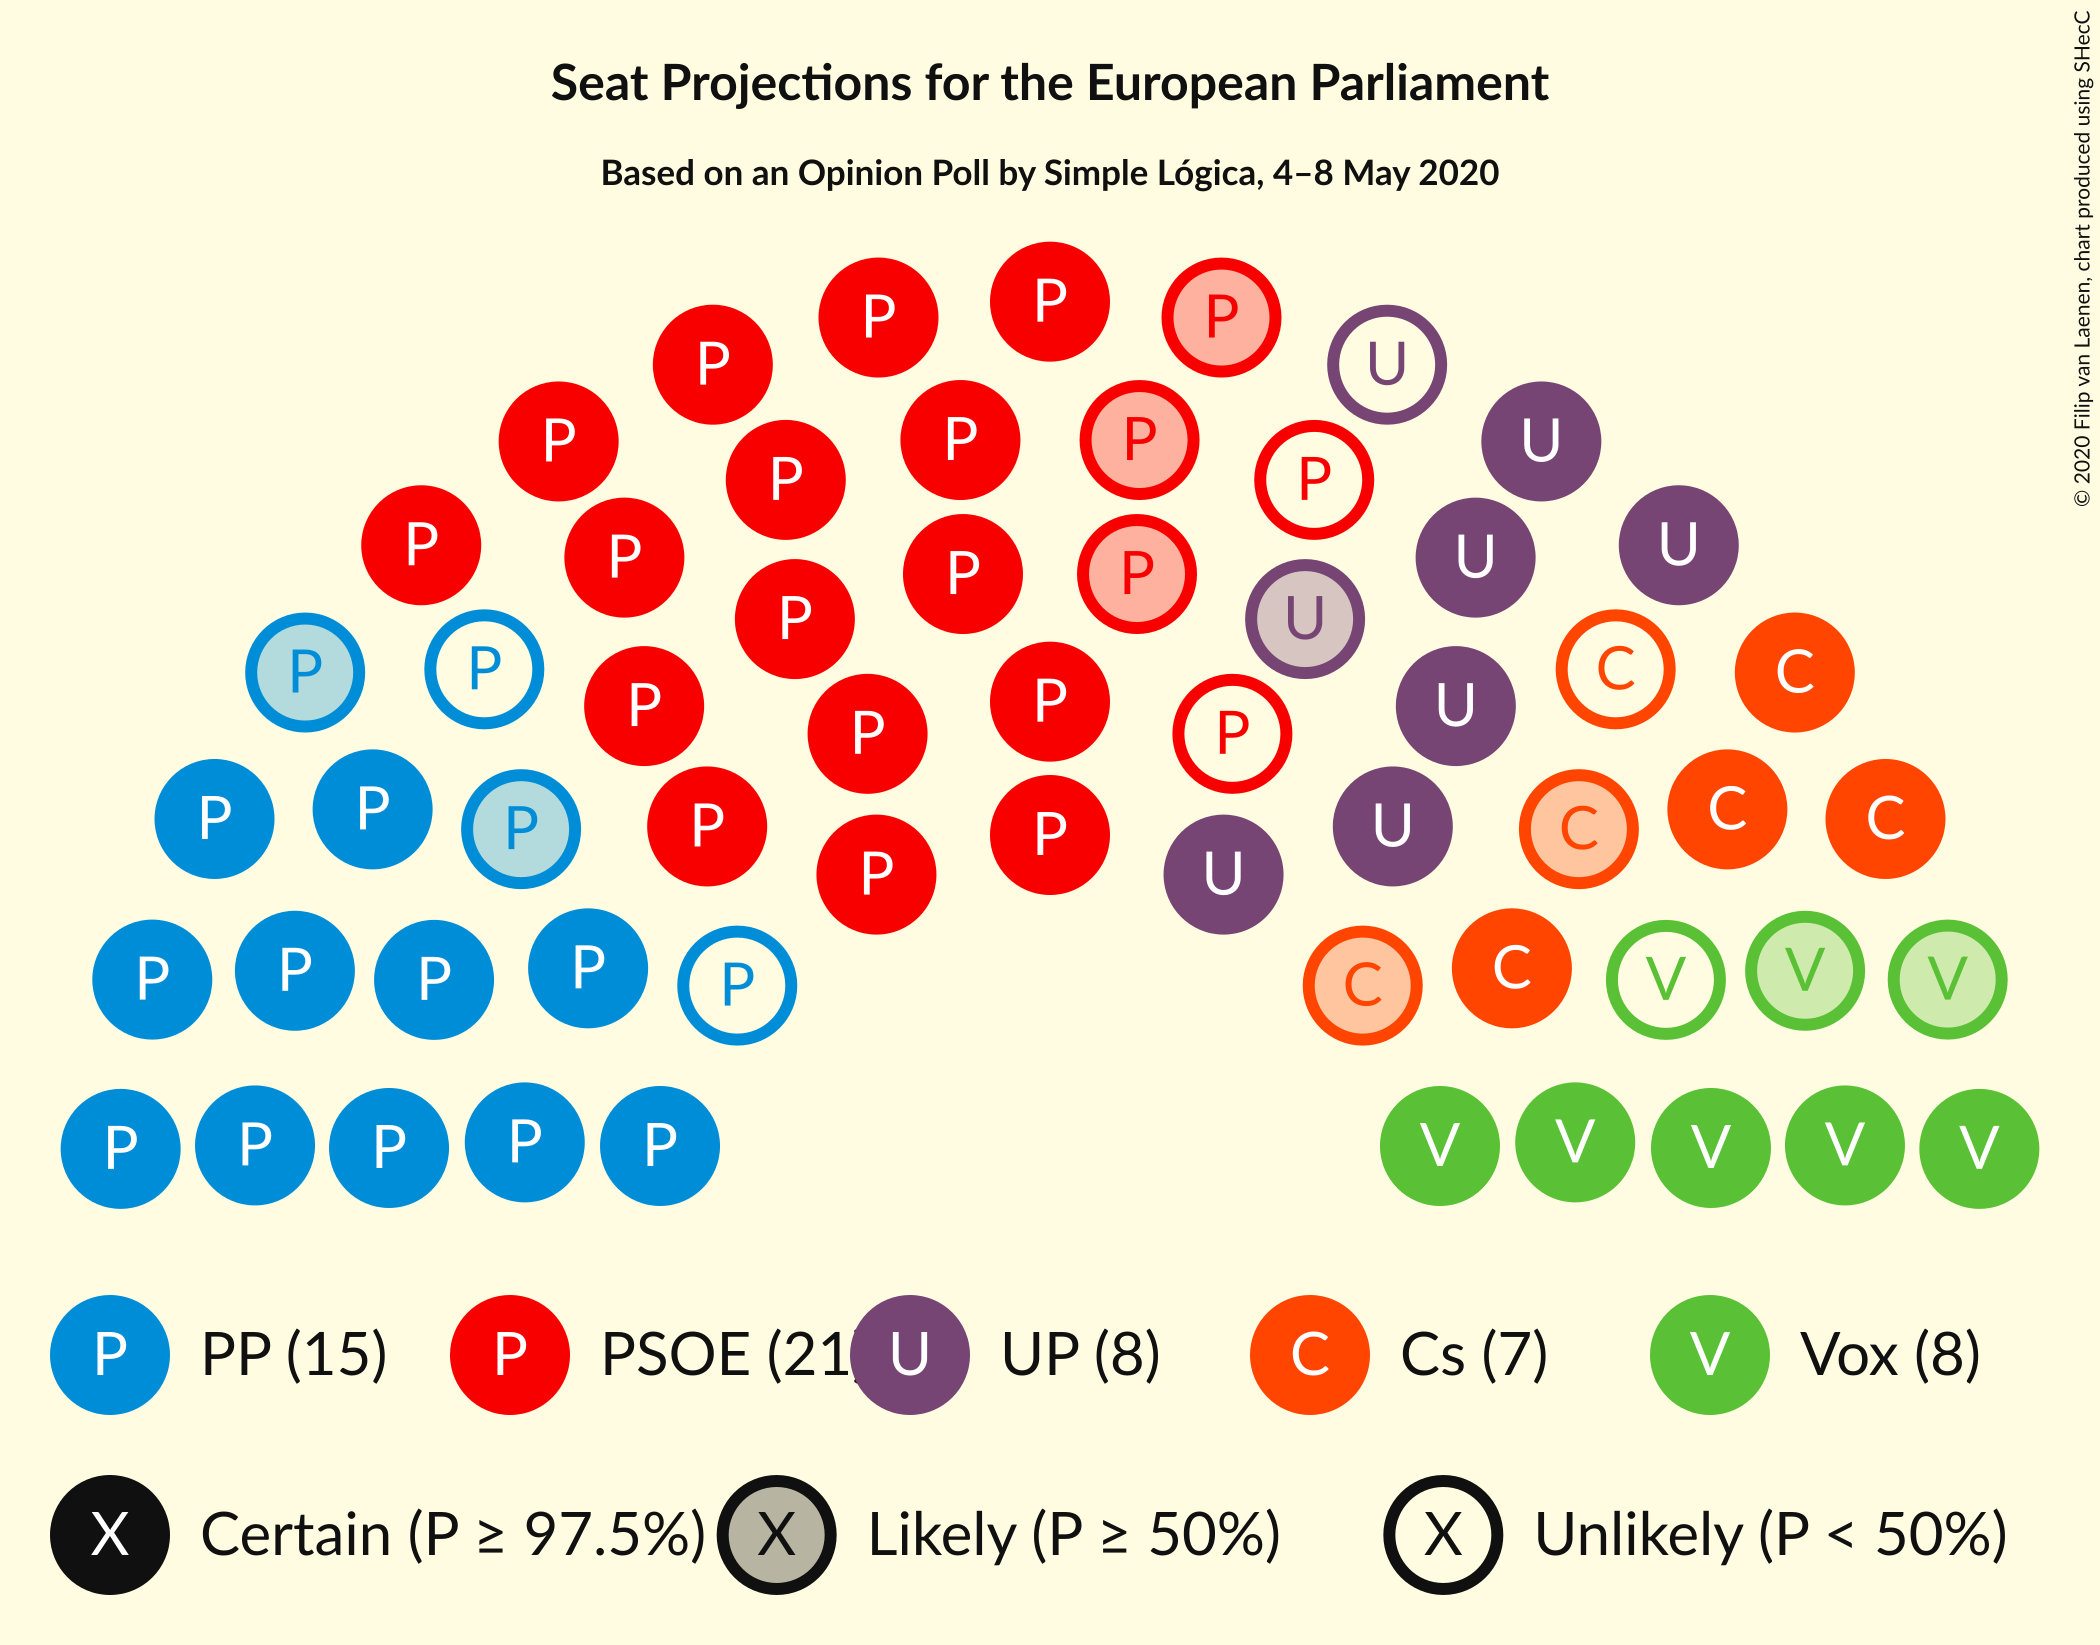 Seat Projections for the European Parliament
Based on an Opinion Poll by Simple Lógica, 4–8 May 2020
© 2020 Filip van Laenen, chart produced using SHecC
P P P
P U
P P P U
P P
P P P P U U
P U
P P C C
P P P P U
P P P P P U C C C
P U
P P P P P C C V V V
P P P P P V V V V V
P PP (15) P PSOE (21) U UP (8) C Cs (7) V Vox (8)
X Certain (P ≥ 97.5%) X Likely (P ≥ 50%) X Unlikely (P < 50%)